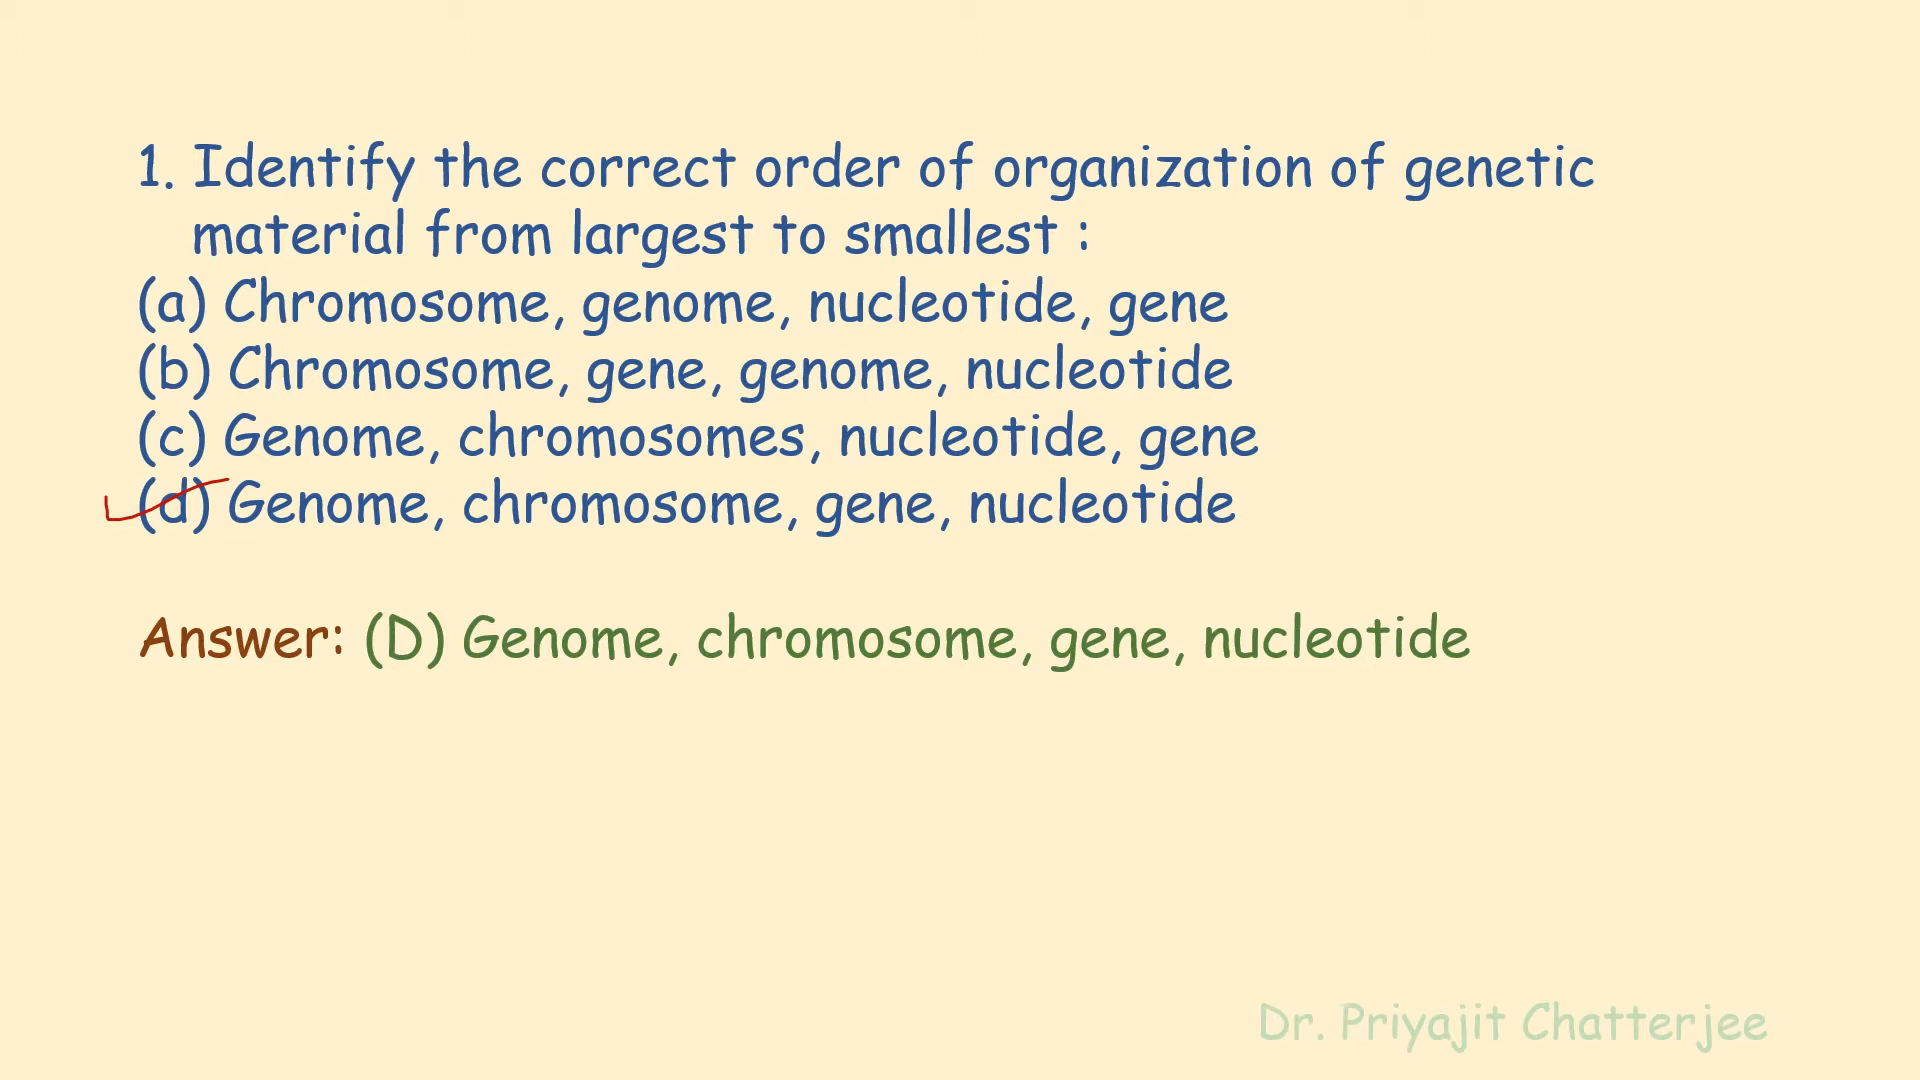 1. Identify the correct order of organization of genetic
material from largest to smallest :
(a) Chromosome, genome, nucleotide, gene
(b) Chromosome, gene, genome, nucleotide
(c) Genome, chromosomes, nucleotide, gene
(d) Genome, chromosome, gene, nucleotide
Answer: (D) Genome, chromosome, gene, nucleotide
Dr. Priyajit Chatterjee